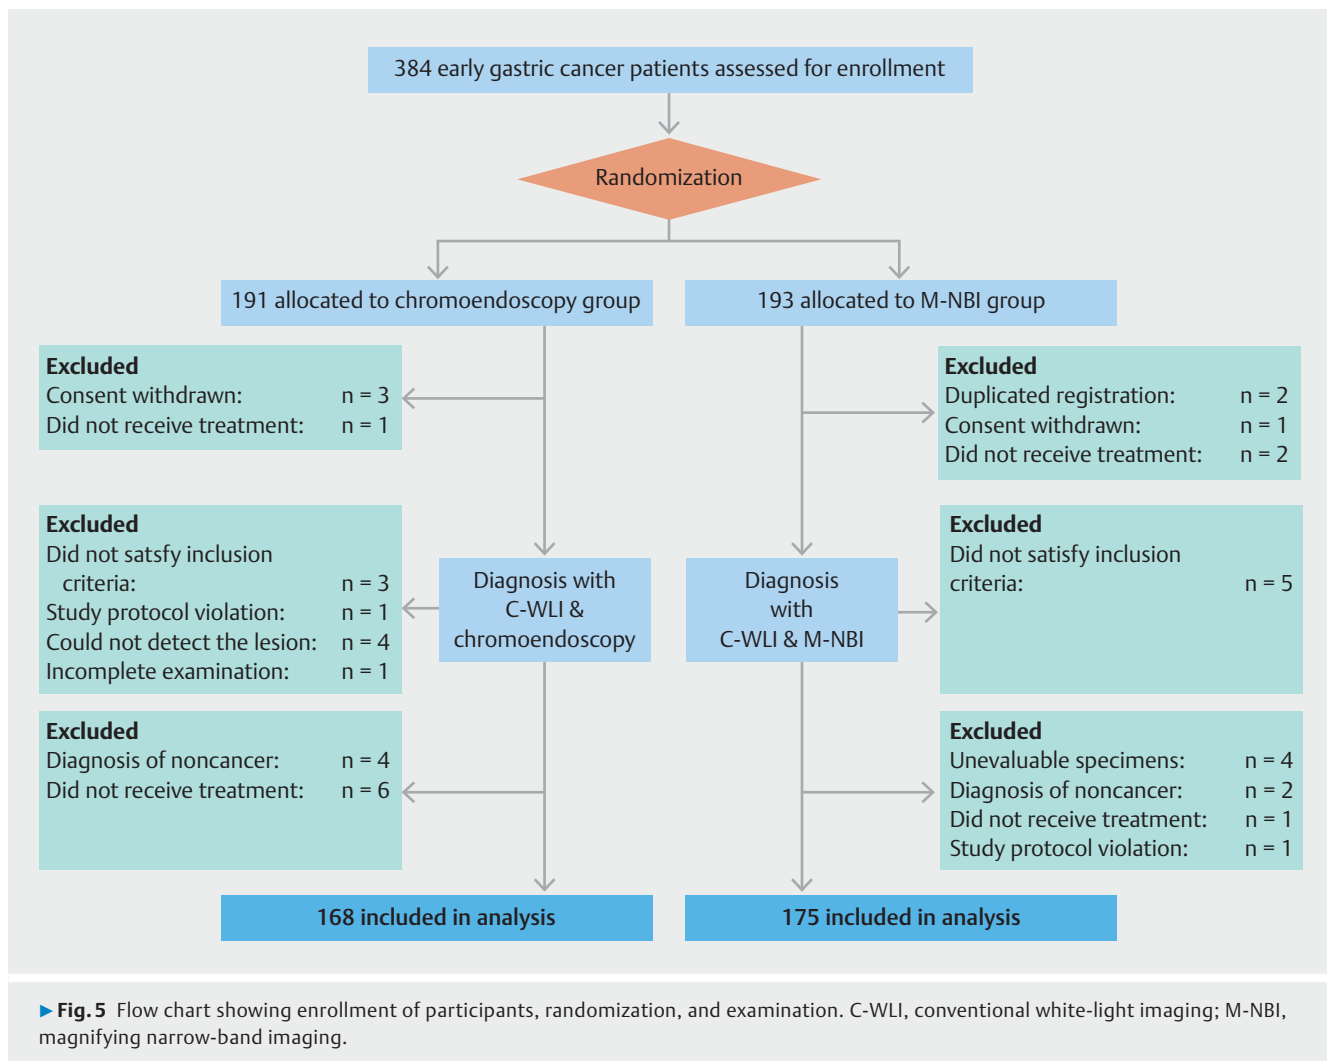 384 early gastric cancer patients assessed for enrollment
Randomization
191 allocated to chromoendoscopy group
193 allocated to M-NBI group
Excluded
Consent withdrawn: n = 3
Did not receive treatment: n = 1
Excluded
Duplicated registration: n = 2
Consent withdrawn: n = 1
Did not receive treatment: n = 2
Excluded
Did not satsfy inclusion
criteria: n = 3
Study protocol violation: n = 1
Could not detect the lesion: n = 4
Incomplete examination: n = 1
Diagnosis with
C-WLI &
chromoendoscopy
Diagnosis
with
C-WLI & M-NBI
Excluded
Did not satisfy inclusion
criteria: n = 5
Excluded
Diagnosis of noncancer: n = 4
Did not receive treatment: n = 6
Excluded
Unevaluable specimens: n = 4
Diagnosis of noncancer: n = 2
Did not receive treatment: n = 1
Study protocol violation: n = 1
168 included in analysis
175 included in analysis
►Fig. 5 Flow chart showing enrollment of participants, randomization, and examination. C-WLI, conventional white-light imaging; M-NBI,
magnifying narrow-band imaging.